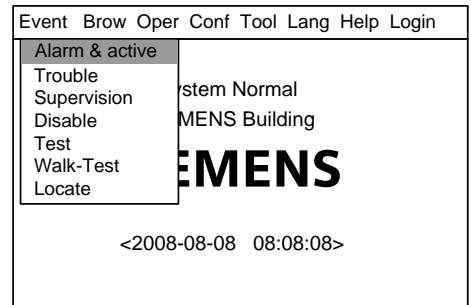 Event Brow Oper Conf Tool Lang Help Login
Alarm & active
Trouble
Supervision
Disable
Test
Walk-Test
Locate
ystem Normal
MENS Building
EMENS
<2008-08-08 08:08:08>